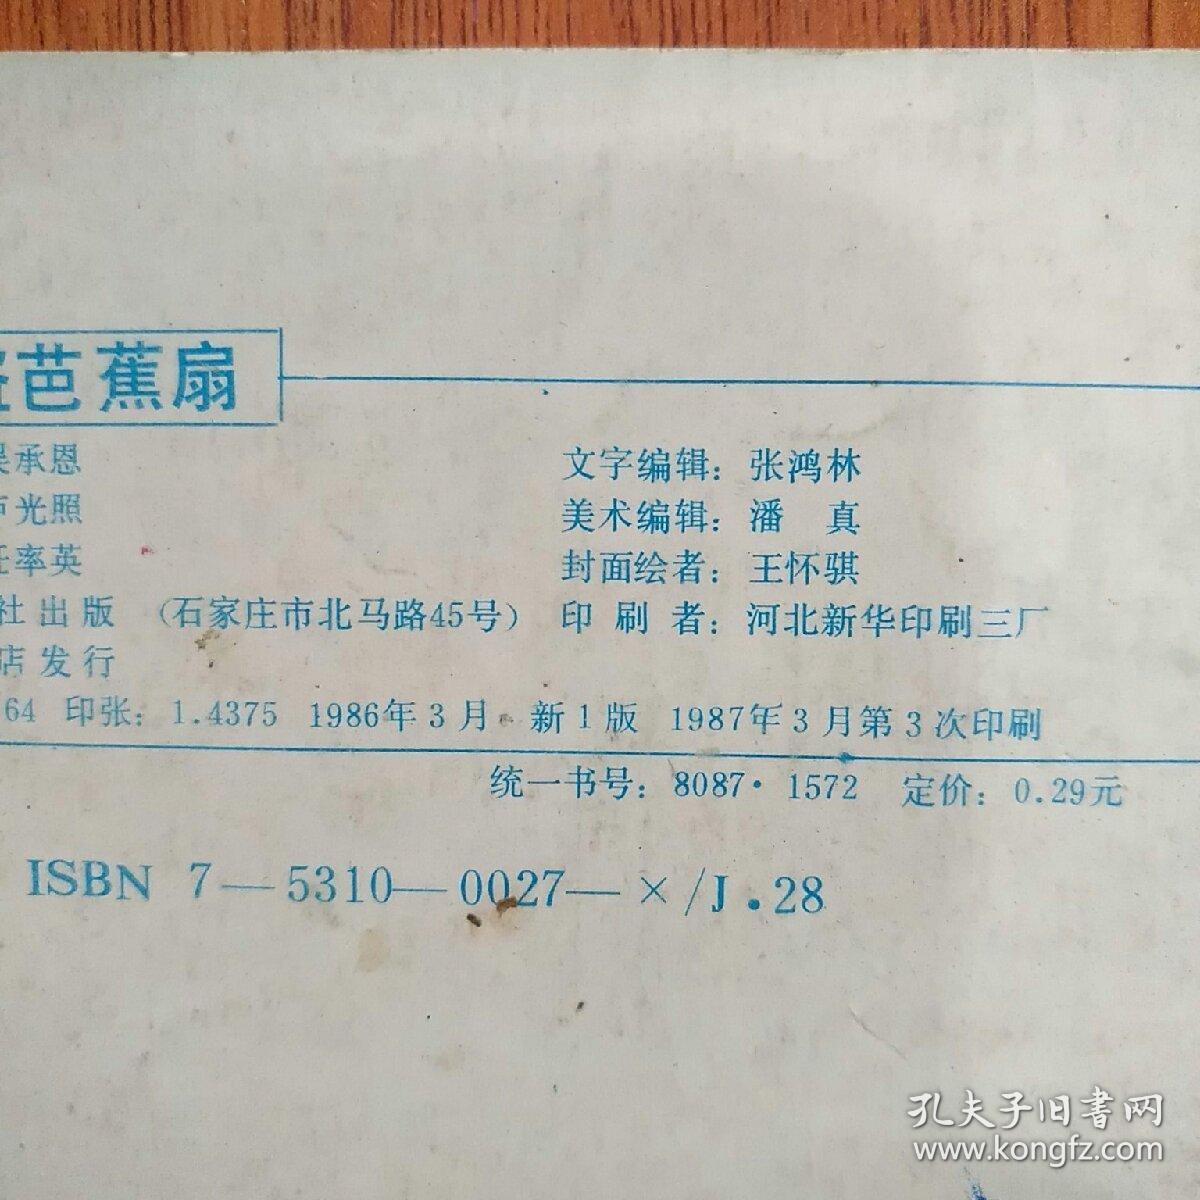 芭蕉扇
承恩
文字编辑：张鸿林
光照
美术编辑：潘 真
率英
封面绘者：王怀骐
社出版 (石家庄市北马路45号) 印刷者：河北新华印刷三厂
店发行
64 印张：1.4375 1986年3月 新1版 1987年3月第3次印刷
统一书号：8087·1572 定价：0.29元
ISBN 7—5310—0027—×/J.28
孔夫子旧书网
www.kongfz.com